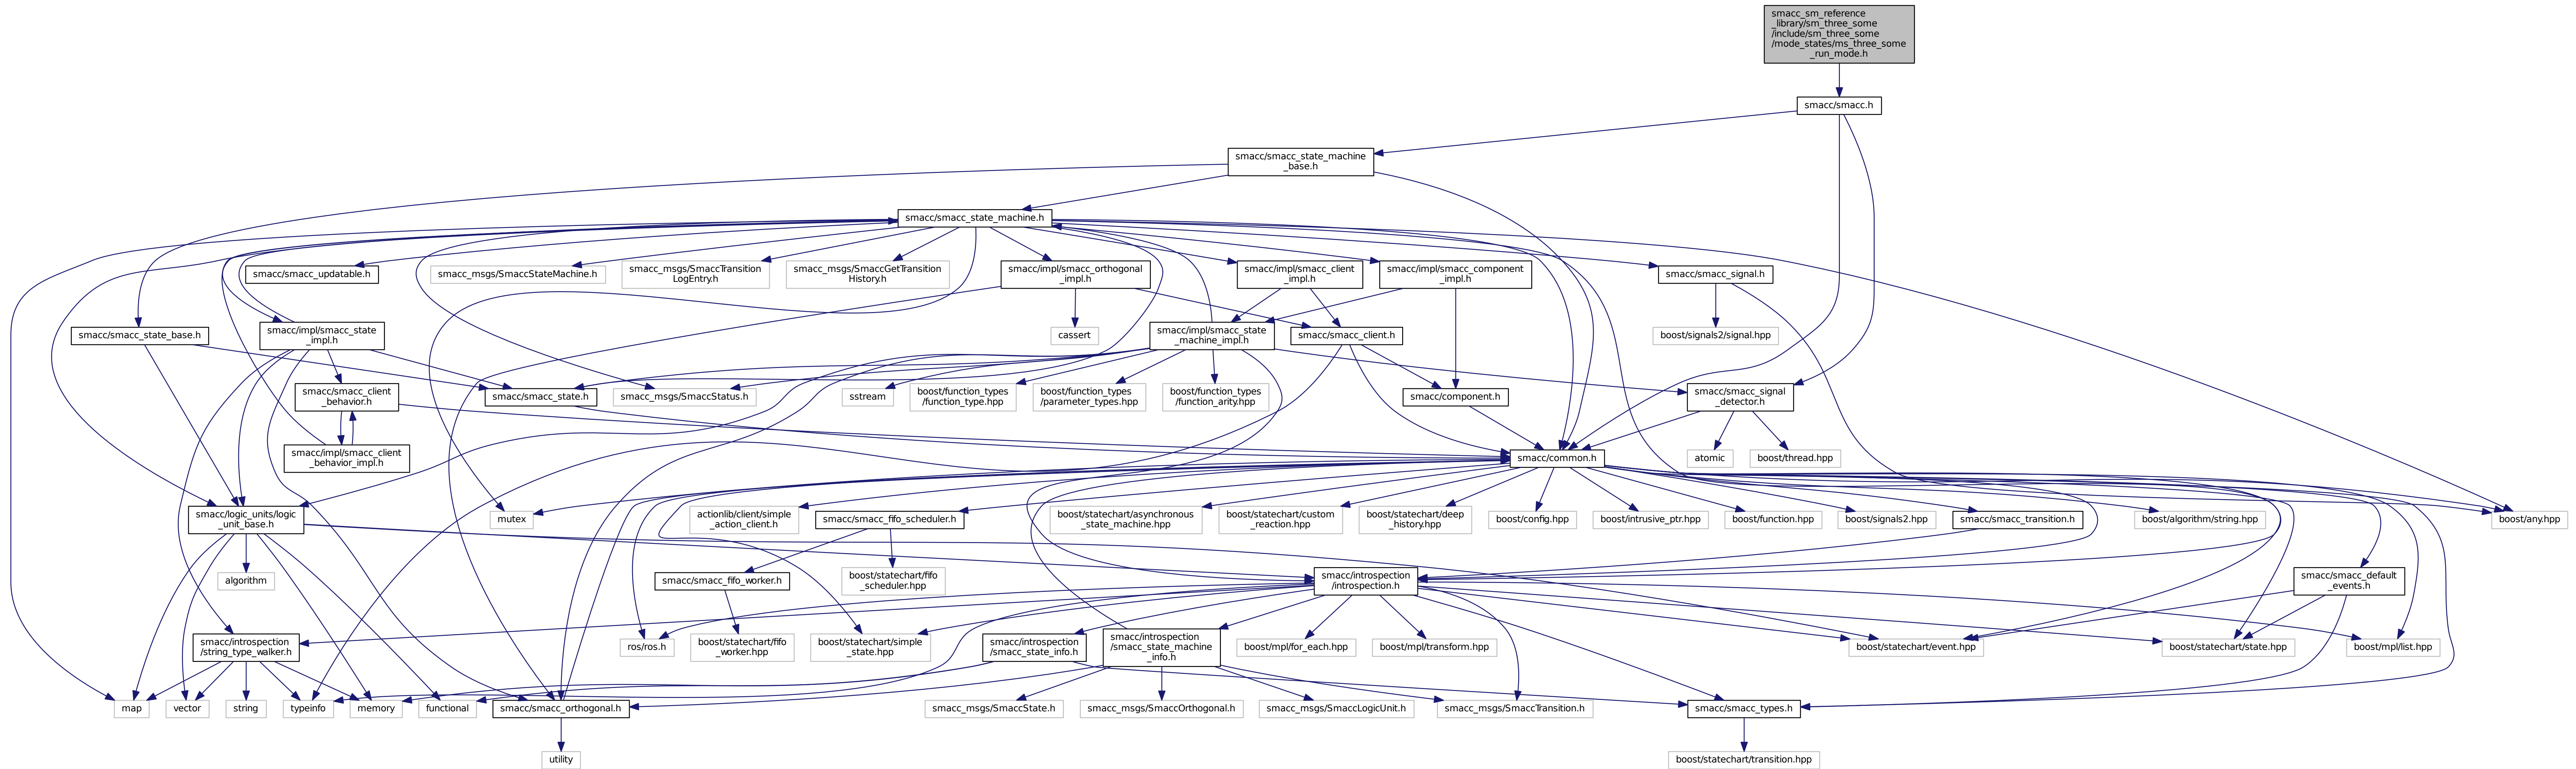 smacc_sm_reference
_library/sm_three_some
/include/sm_three_some
/mode_states/ms_three_some
_run_mode.h
smacc/smacc.h
smacc/smacc_state_machine
_base.h
smacc/smacc_state_machine.h
smacc/smacc_updatable.h
smacc_msgs/SmaccStateMachine.h
smacc_msgs/SmaccTransition
LogEntry.h
smacc_msgs/SmaccGetTransition
History.h
smacc/impl/smacc_orthogonal
_impl.h
smacc/impl/smacc_client
_impl.h
smacc/impl/smacc_component
_impl.h
smacc/smacc_signal.h
smacc/smacc_state_base.h
smacc/impl/smacc_state
_impl.h
cassert
smacc/impl/smacc_state
_machine_impl.h
smacc/smacc_client.h
boost/signals2/signal.hpp
smacc/smacc_client
_behavior.h
smacc/smacc_state.h
smacc_msgs/SmaccStatus.h
sstream
boost/function_types
/function_type.hpp
boost/function_types
/parameter_types.hpp
boost/function_types
/function_arity.hpp
smacc/component.h
smacc/smacc_signal
_detector.h
smacc/impl/smacc_client
_behavior_impl.h
smacc/common.h
atomic
boost/thread.hpp
smacc/logic_units/logic
_unit_base.h
mutex
actionlib/client/simple
_action_client.h
smacc/smacc_fifo_scheduler.h
boost/statechart/asynchronous
_state_machine.hpp
boost/statechart/custom
_reaction.hpp
boost/statechart/deep
_history.hpp
boost/config.hpp
boost/intrusive_ptr.hpp
boost/function.hpp
boost/signals2.hpp
smacc/smacc_transition.h
boost/algorithm/string.hpp
boost/any.hpp
algorithm
smacc/smacc_fifo_worker.h
boost/statechart/fifo
_scheduler.hpp
smacc/introspection
/introspection.h
smacc/smacc_default
_events.h
smacc/introspection
/string_type_walker.h
ros/ros.h
boost/statechart/fifo
_worker.hpp
boost/statechart/simple
_state.hpp
smacc/introspection
/smacc_state_info.h
smacc/introspection
/smacc_state_machine
_info.h
boost/mpl/for_each.hpp
boost/mpl/transform.hpp
boost/statechart/event.hpp
boost/statechart/state.hpp
boost/mpl/list.hpp
map
vector
string
typeinfo
memory
functional
smacc/smacc_orthogonal.h
smacc_msgs/SmaccState.h
smacc_msgs/SmaccOrthogonal.h
smacc_msgs/SmaccLogicUnit.h
smacc_msgs/SmaccTransition.h
smacc/smacc_types.h
utility
boost/statechart/transition.hpp